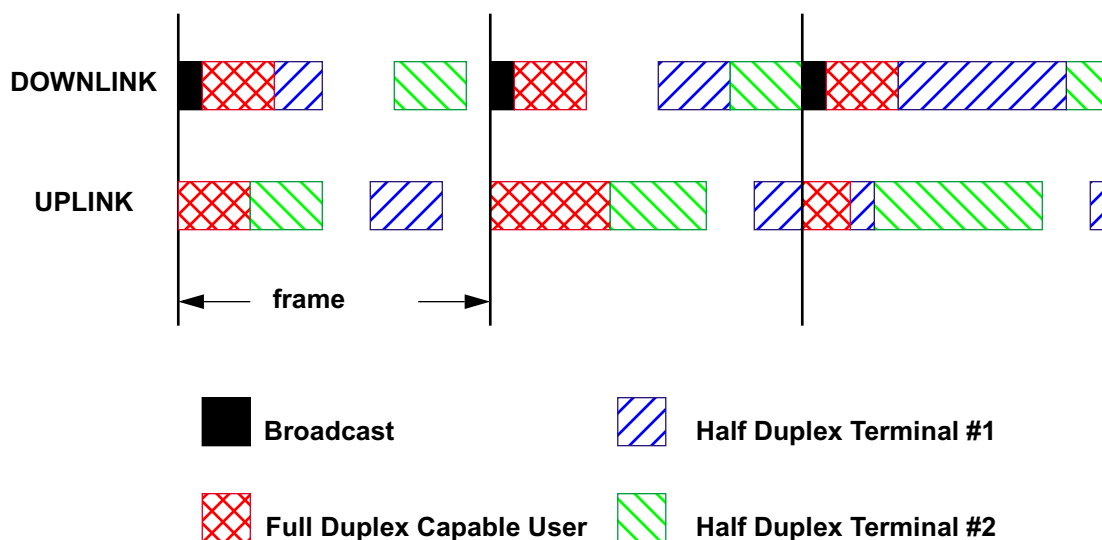 DOWNLINK
UPLINK
frame
Broadcast
Half Duplex Terminal #1
Full Duplex Capable User
Half Duplex Terminal #2